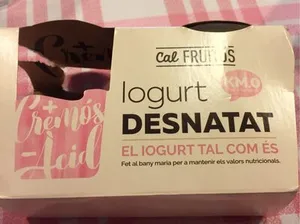 Cal FRUITÓS
Iogurt
KM.0
DESNATAT
EL IOGURT TAL COM ÉS
Fet al bany maria per a mantenir els valors nutricionals.
+
Cremós
-Àcid